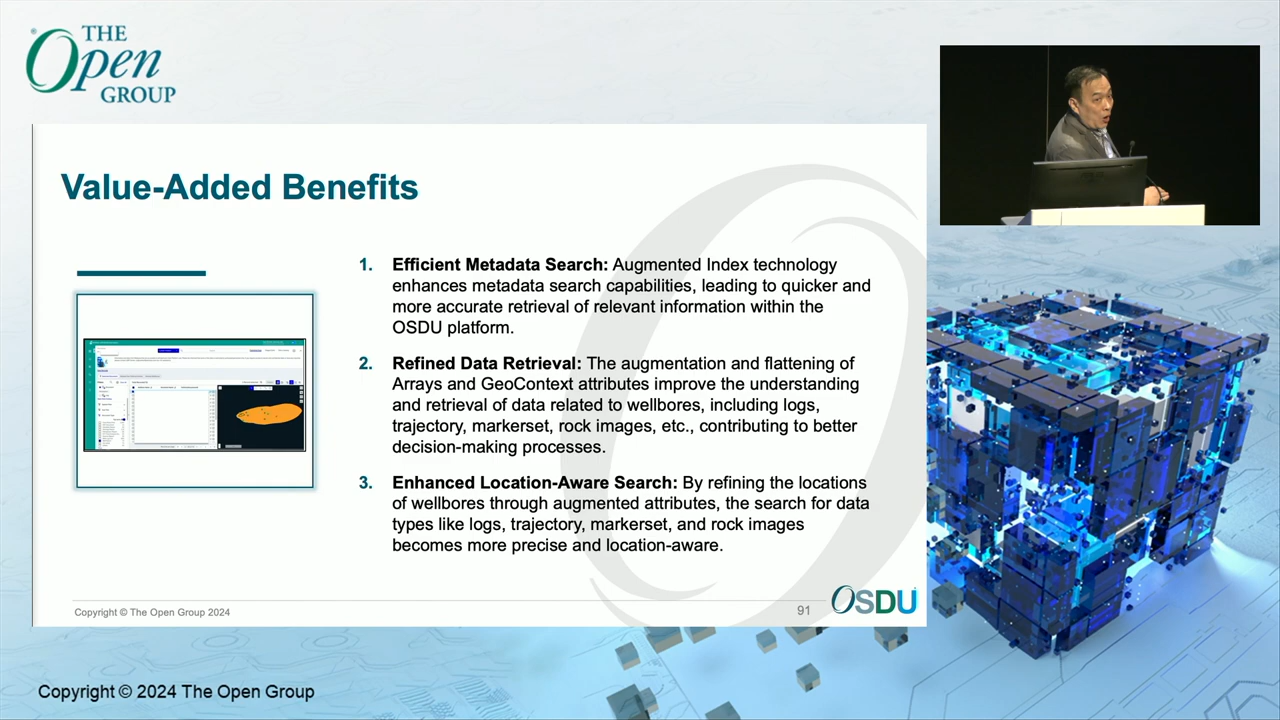 THE
Open
GROUP
Value-Added Benefits
1. Efficient Metadata Search: Augmented Index technology
enhances metadata search capabilities, leading to quicker and
more accurate retrieval of relevant information within the
OSDU platform.
2. Refined Data Retrieval: The augmentation and flattening of
Arrays and GeoContext attributes improve the understanding
and retrieval of data related to wellbores, including logs,
trajectory, markerset, rock images, etc., contributing to better
decision-making processes.
3. Enhanced Location-Aware Search: By refining the locations
of wellbores through augmented attributes, the search for data
types like logs, trajectory, markerset, and rock images
becomes more precise and location-aware.
Copyright © The Open Group 2024
91
OSDU
Copyright © 2024 The Open Group